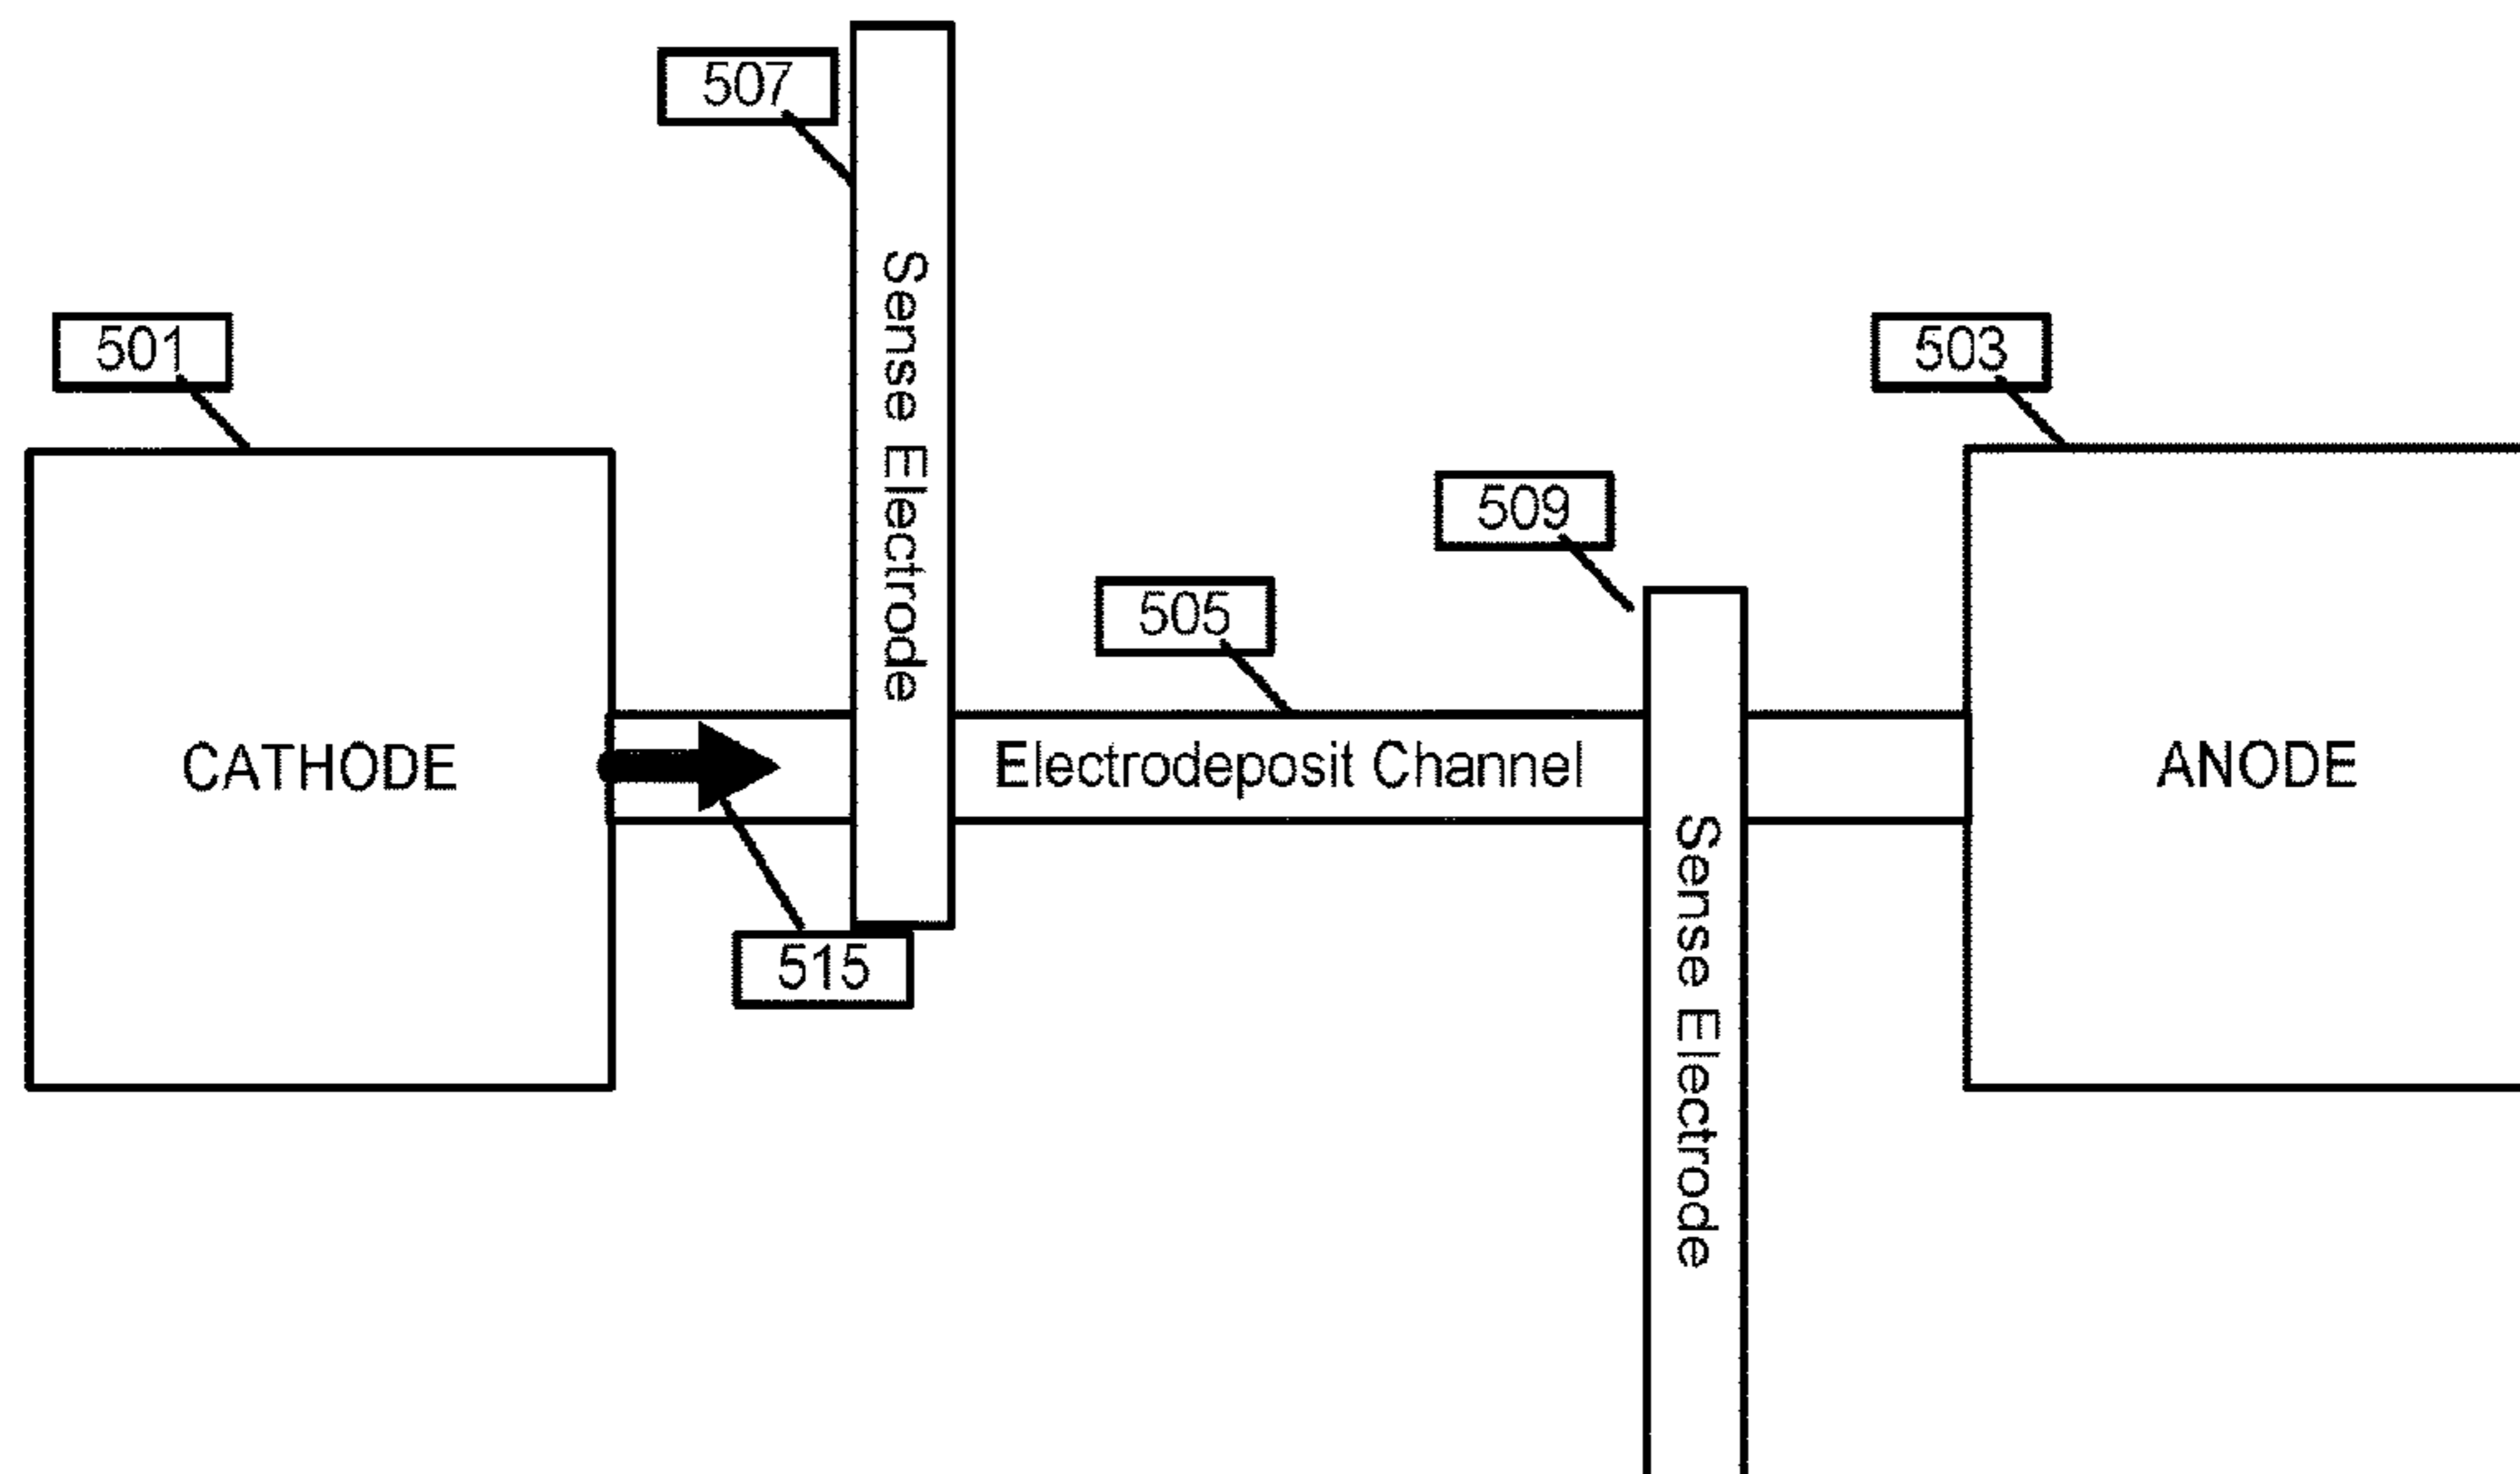 507
501
503
Sense Electrode
509
505
CATHODE
Electrodeposit Channel
ANODE
515
Sense Electrode